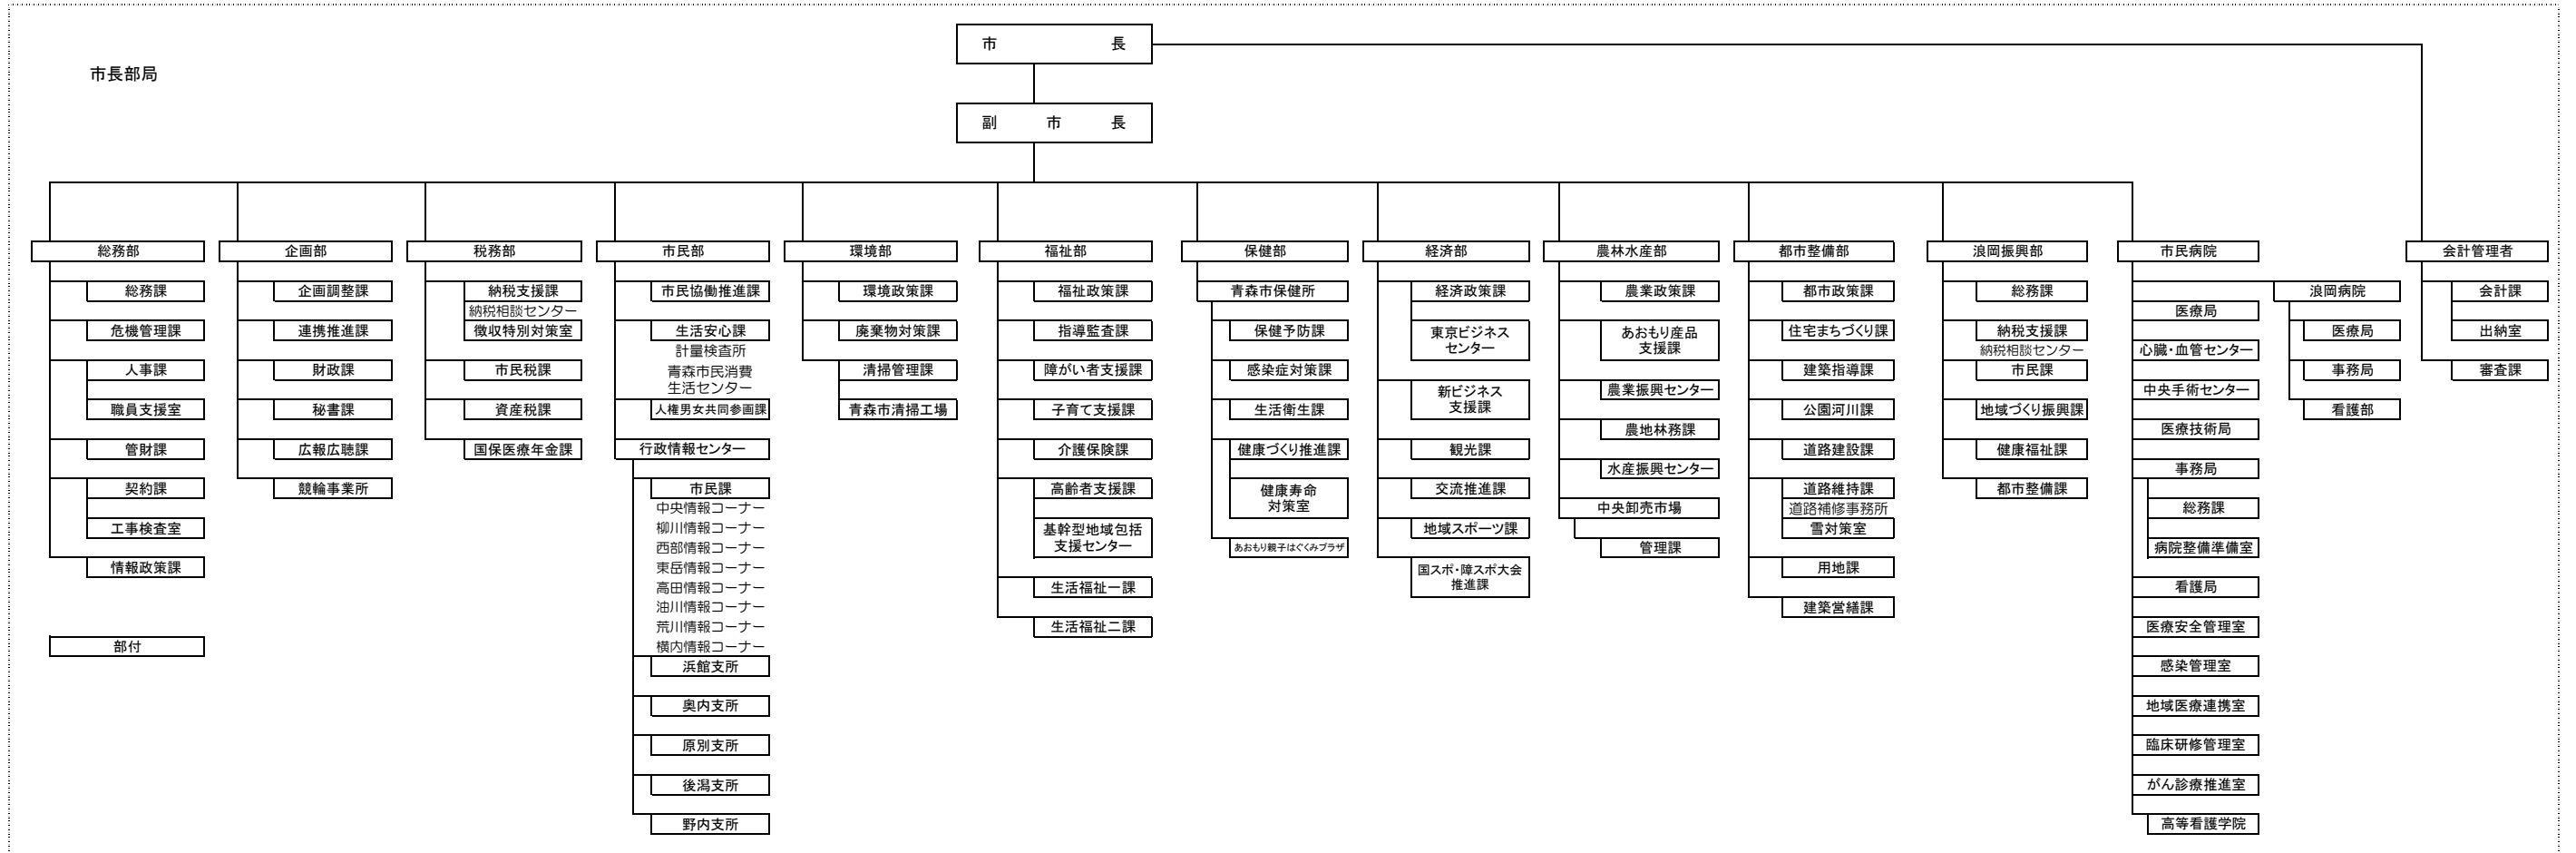 市長
市長部局
副市長
総務部
総務課
危機管理課
人事課
職員支援室
管財課
契約課
工事検査室
情報政策課
部付
企画部
企画調整課
連携推進課
財政課
秘書課
広報広聴課
競輪事業所
税務部
納税支援課
納税相談センター
徴収特別対策室
市民税課
資産税課
国保医療年金課
市民部
市民協働推進課
生活安心課
計量検査所
青森市民消費
生活センター
人権男女共同参画課
行政情報センター
市民課
中央情報コーナー
柳川情報コーナー
西部情報コーナー
東岳情報コーナー
高田情報コーナー
油川情報コーナー
荒川情報コーナー
横内情報コーナー
浜館支所
奥内支所
原別支所
後潟支所
野内支所
環境部
環境政策課
廃棄物対策課
清掃管理課
青森市清掃工場
福祉部
福祉政策課
指導監査課
障がい者支援課
子育て支援課
介護保険課
高齢者支援課
基幹型地域包括
支援センター
生活福祉一課
生活福祉二課
保健部
青森市保健所
保健予防課
感染症対策課
生活衛生課
健康づくり推進課
健康寿命
対策室
あおもり親子はぐくみプラザ
経済部
経済政策課
東京ビジネス
センター
新ビジネス
支援課
観光課
交流推進課
地域スポーツ課
国スポ・障スポ大会
推進課
農林水産部
農業政策課
あおもり産品
支援課
農業振興センター
農地林務課
水産振興センター
中央卸売市場
管理課
都市整備部
都市政策課
住宅まちづくり課
建築指導課
公園河川課
道路建設課
道路維持課
道路補修事務所
雪対策室
用地課
建築営繕課
浪岡振興部
総務課
納税支援課
納税相談センター
市民課
地域づくり振興課
健康福祉課
都市整備課
市民病院
医療局
心臓・血管センター
中央手術センター
医療技術局
事務局
総務課
病院整備準備室
看護局
医療安全管理室
感染管理室
地域医療連携室
臨床研修管理室
がん診療推進室
高等看護学院
浪岡病院
医療局
事務局
看護部
会計管理者
会計課
出納室
審査課